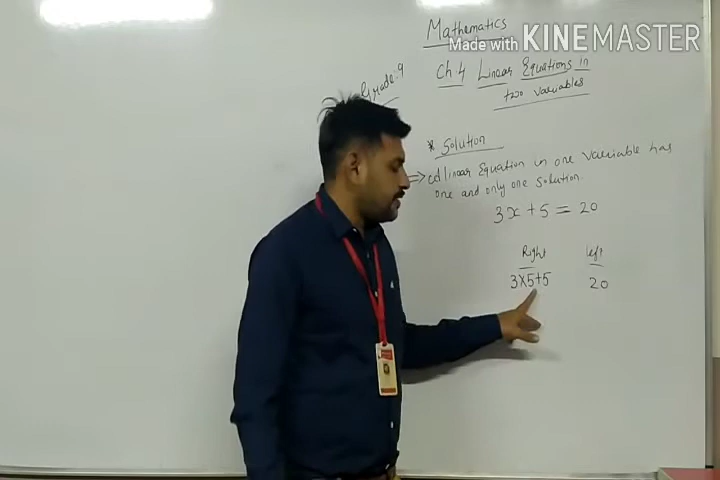 Mathematics
Made with KINEMASTER
Grade:9
Ch 4 Linear Equations in
two variables
* Solution
⇒ A linear Equation in one variable has
one and only one solution.
3x + 5 = 20
Right left
3x5+5 20